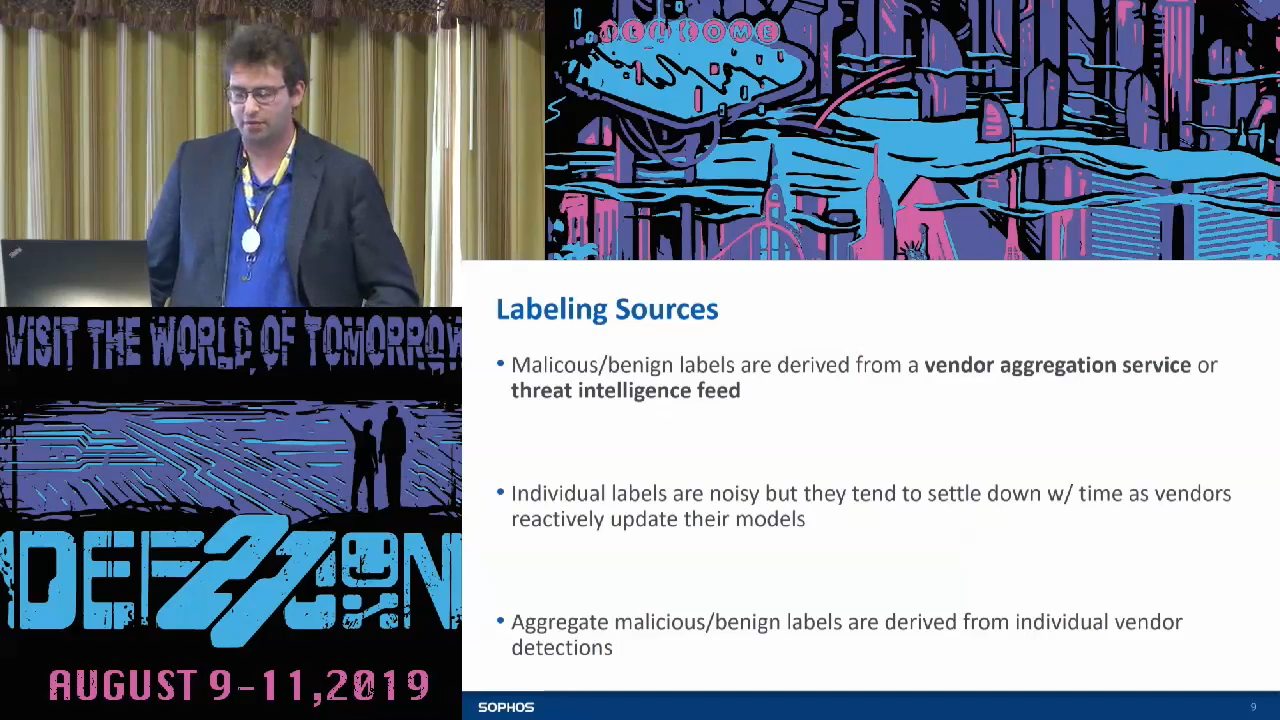 WELCOME
Labeling Sources
• Malicous/benign labels are derived from a vendor aggregation service or
threat intelligence feed
• Individual labels are noisy but they tend to settle down w/ time as vendors
reactively update their models
• Aggregate malicious/benign labels are derived from individual vendor
detections
SOPHOS
9
VISIT THE WORLD OF TOMORROW
DEF 27 CON
AUGUST 9-11,2019